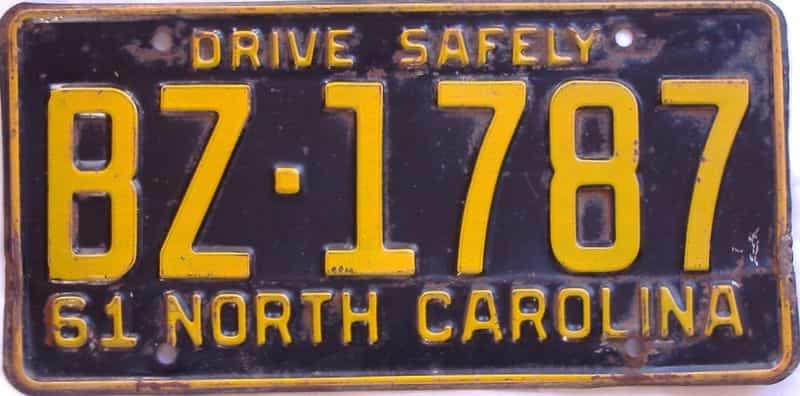 DRIVE SAFELY
BZ·1787
61 NORTH CAROLINA